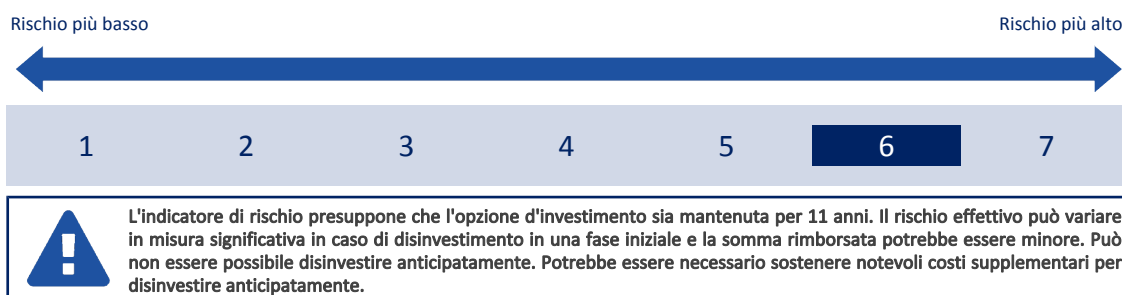 Rischio più basso Rischio più alto
1 2 3 4 5 6 7
L'indicatore di rischio presuppone che l'opzione d'investimento sia mantenuta per 11 anni. Il rischio effettivo può variare
in misura significativa in caso di disinvestimento in una fase iniziale e la somma rimborsata potrebbe essere minore. Può
non essere possibile disinvestire anticipatamente. Potrebbe essere necessario sostenere notevoli costi supplementari per
disinvestire anticipatamente.